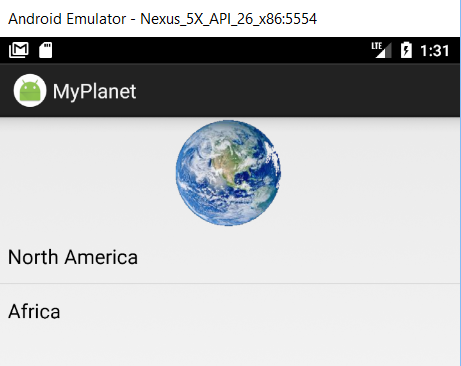 Android Emulator - Nexus_5X_API_26_x86:5554
LTE 1:31
MyPlanet
North America
Africa